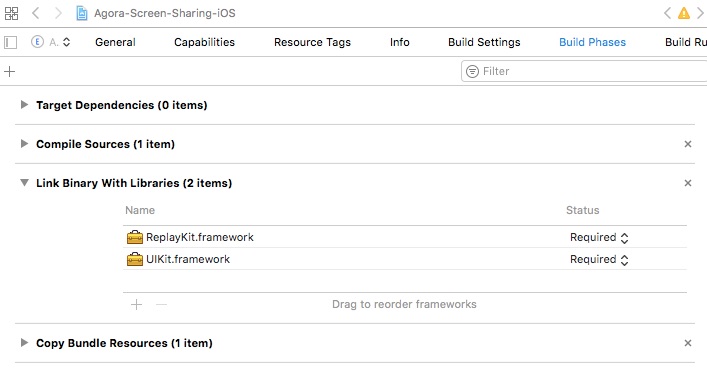 Agora-Screen-Sharing-iOS
E A. General Capabilities Resource Tags Info Build Settings Build Phases Build Ru
Filter
Target Dependencies (0 items)
Compile Sources (1 item)
Link Binary With Libraries (2 items)
Name Status
ReplayKit.framework Required
UIKit.framework Required
Drag to reorder frameworks
Copy Bundle Resources (1 item)